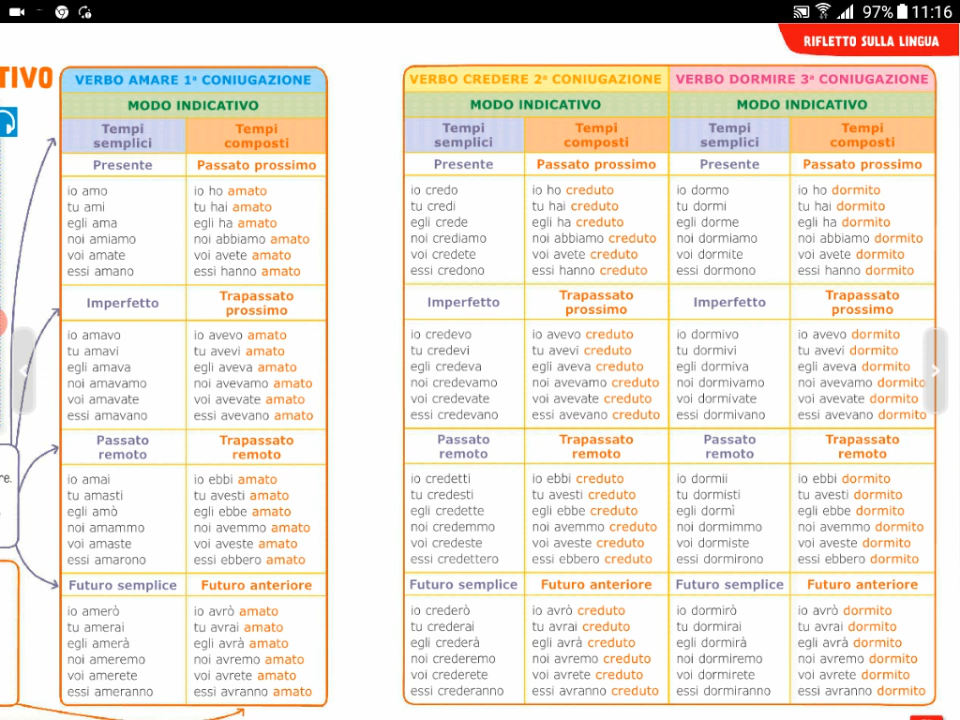 97% 11:16
RIFLETTO SULLA LINGUA
TIVO
VERBO AMARE 1ª CONIUGAZIONE
MODO INDICATIVO
Tempi semplici
Tempi composti
Presente
Passato prossimo
io amo
tu ami
egli ama
noi amiamo
voi amate
essi amano
io ho amato
tu hai amato
egli ha amato
noi abbiamo amato
voi avete amato
essi hanno amato
Imperfetto
Trapassato prossimo
io amavo
tu amavi
egli amava
noi amavamo
voi amavate
essi amavano
io avevo amato
tu avevi amato
egli aveva amato
noi avevamo amato
voi avevate amato
essi avevano amato
Passato remoto
Trapassato remoto
io amai
tu amasti
egli amò
noi amammo
voi amaste
essi amarono
io ebbi amato
tu avesti amato
egli ebbe amato
noi avemmo amato
voi aveste amato
essi ebbero amato
Futuro semplice
Futuro anteriore
io amerò
tu amerai
egli amerà
noi ameremo
voi amerete
essi ameranno
io avrò amato
tu avrai amato
egli avrà amato
noi avremo amato
voi avrete amato
essi avranno amato
re.
VERBO CREDERE 2ª CONIUGAZIONE
MODO INDICATIVO
Tempi semplici
Tempi composti
Presente
Passato prossimo
io credo
tu credi
egli crede
noi crediamo
voi credete
essi credono
io ho creduto
tu hai creduto
egli ha creduto
noi abbiamo creduto
voi avete creduto
essi hanno creduto
Imperfetto
Trapassato prossimo
io credevo
tu credevi
egli credeva
noi credevamo
voi credevate
essi credevano
io avevo creduto
tu avevi creduto
egli aveva creduto
noi avevamo creduto
voi avevate creduto
essi avevano creduto
Passato remoto
Trapassato remoto
io credetti
tu credesti
egli credette
noi credemmo
voi credeste
essi credettero
io ebbi creduto
tu avesti creduto
egli ebbe creduto
noi avemmo creduto
voi aveste creduto
essi ebbero creduto
Futuro semplice
Futuro anteriore
io crederò
tu crederai
egli crederà
noi crederemo
voi crederete
essi crederanno
io avrò creduto
tu avrai creduto
egli avrà creduto
noi avremo creduto
voi avrete creduto
essi avranno creduto
VERBO DORMIRE 3ª CONIUGAZIONE
MODO INDICATIVO
Tempi semplici
Tempi composti
Presente
Passato prossimo
io dormo
tu dormi
egli dorme
noi dormiamo
voi dormite
essi dormono
io ho dormito
tu hai dormito
egli ha dormito
noi abbiamo dormito
voi avete dormito
essi hanno dormito
Imperfetto
Trapassato prossimo
io dormivo
tu dormivi
egli dormiva
noi dormivamo
voi dormivate
essi dormivano
io avevo dormito
tu avevi dormito
egli aveva dormito
noi avevamo dormito
voi avevate dormito
essi avevano dormito
Passato remoto
Trapassato remoto
io dormii
tu dormisti
egli dormì
noi dormimmo
voi dormiste
essi dormirono
io ebbi dormito
tu avesti dormito
egli ebbe dormito
noi avemmo dormito
voi aveste dormito
essi ebbero dormito
Futuro semplice
Futuro anteriore
io dormirò
tu dormirai
egli dormirà
noi dormiremo
voi dormirete
essi dormiranno
io avrò dormito
tu avrai dormito
egli avrà dormito
noi avremo dormito
voi avrete dormito
essi avranno dormito